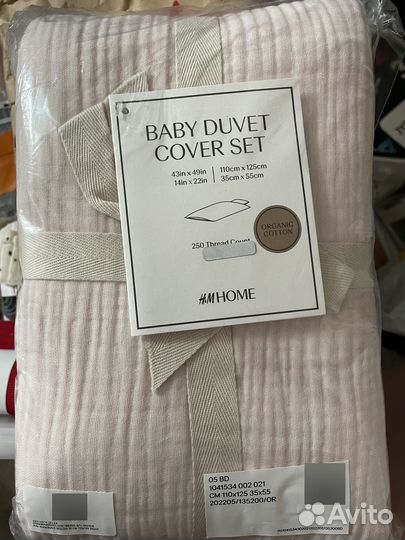 BABY DUVET
COVER SET
43in x 49in | 110cm x 125cm
14in x 22in | 35cm x 55cm
ORGANIC
COTTON
250 Thread Count
H&M HOME
05 BD
1041534 002 021
CM 110x125 35x55
202205/135200/OR
Avito